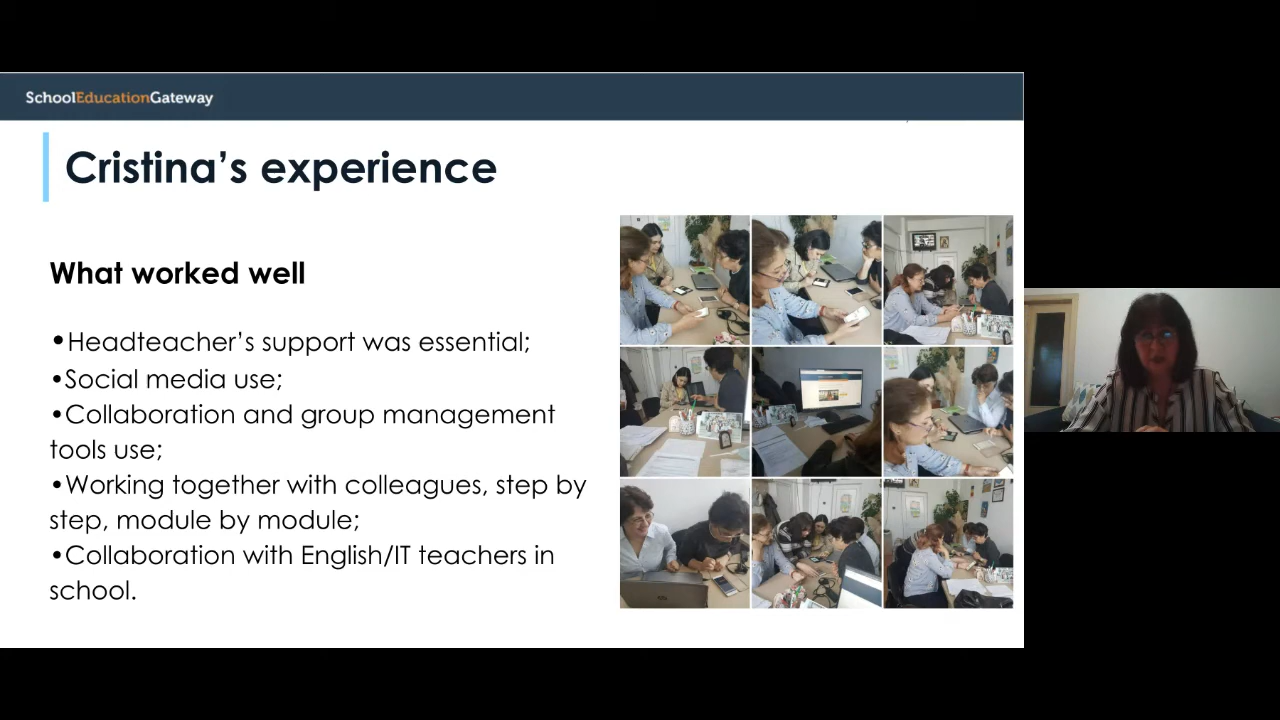 SchoolEducationGateway
Cristina’s experience
What worked well
•Headteacher’s support was essential;
•Social media use;
•Collaboration and group management
tools use;
•Working together with colleagues, step by
step, module by module;
•Collaboration with English/IT teachers in
school.